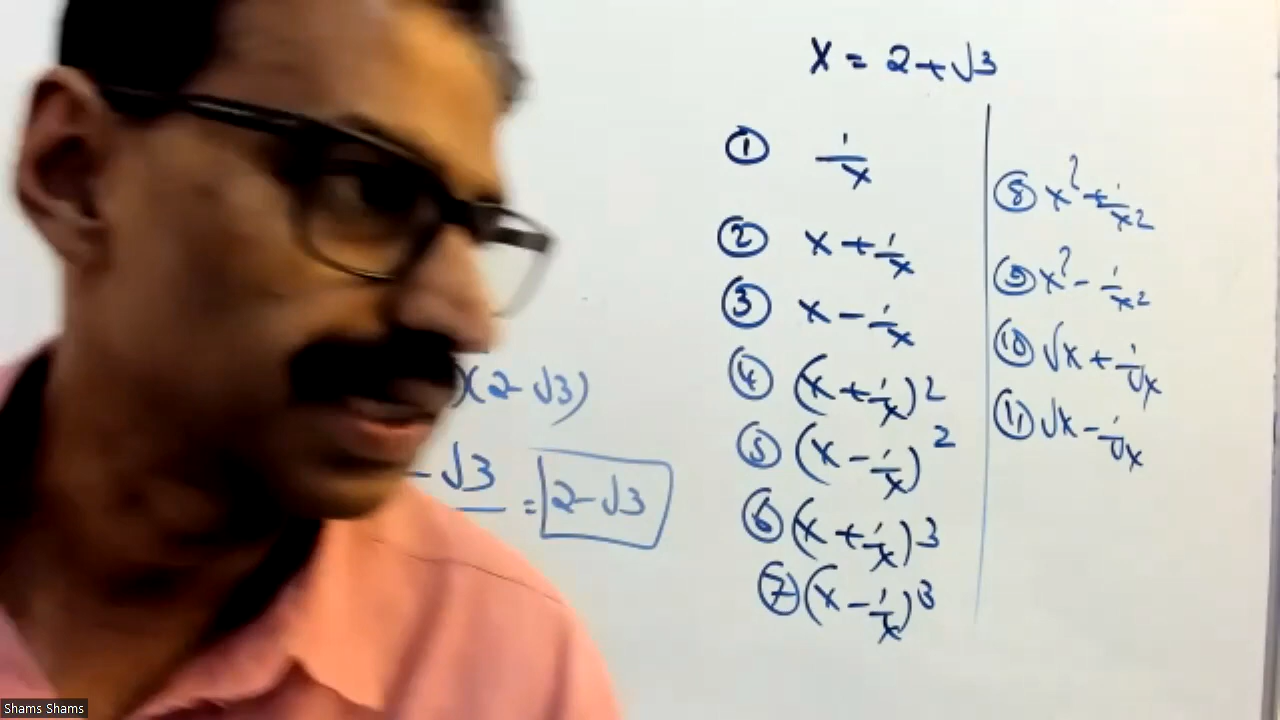 x = 2+√3
① 1/x
② x + 1/x
③ x - 1/x
④ (x + 1/x)2
⑤ (x - 1/x)2
⑥ (x + 1/x)3
⑦ (x - 1/x)3
⑧ x2 + 1/x2
⑨ x2 - 1/x2
⑩ √x + 1/√x
⑪ √x - 1/√x
)(2-√3)
- √3 = 2-√3
Shams Shams